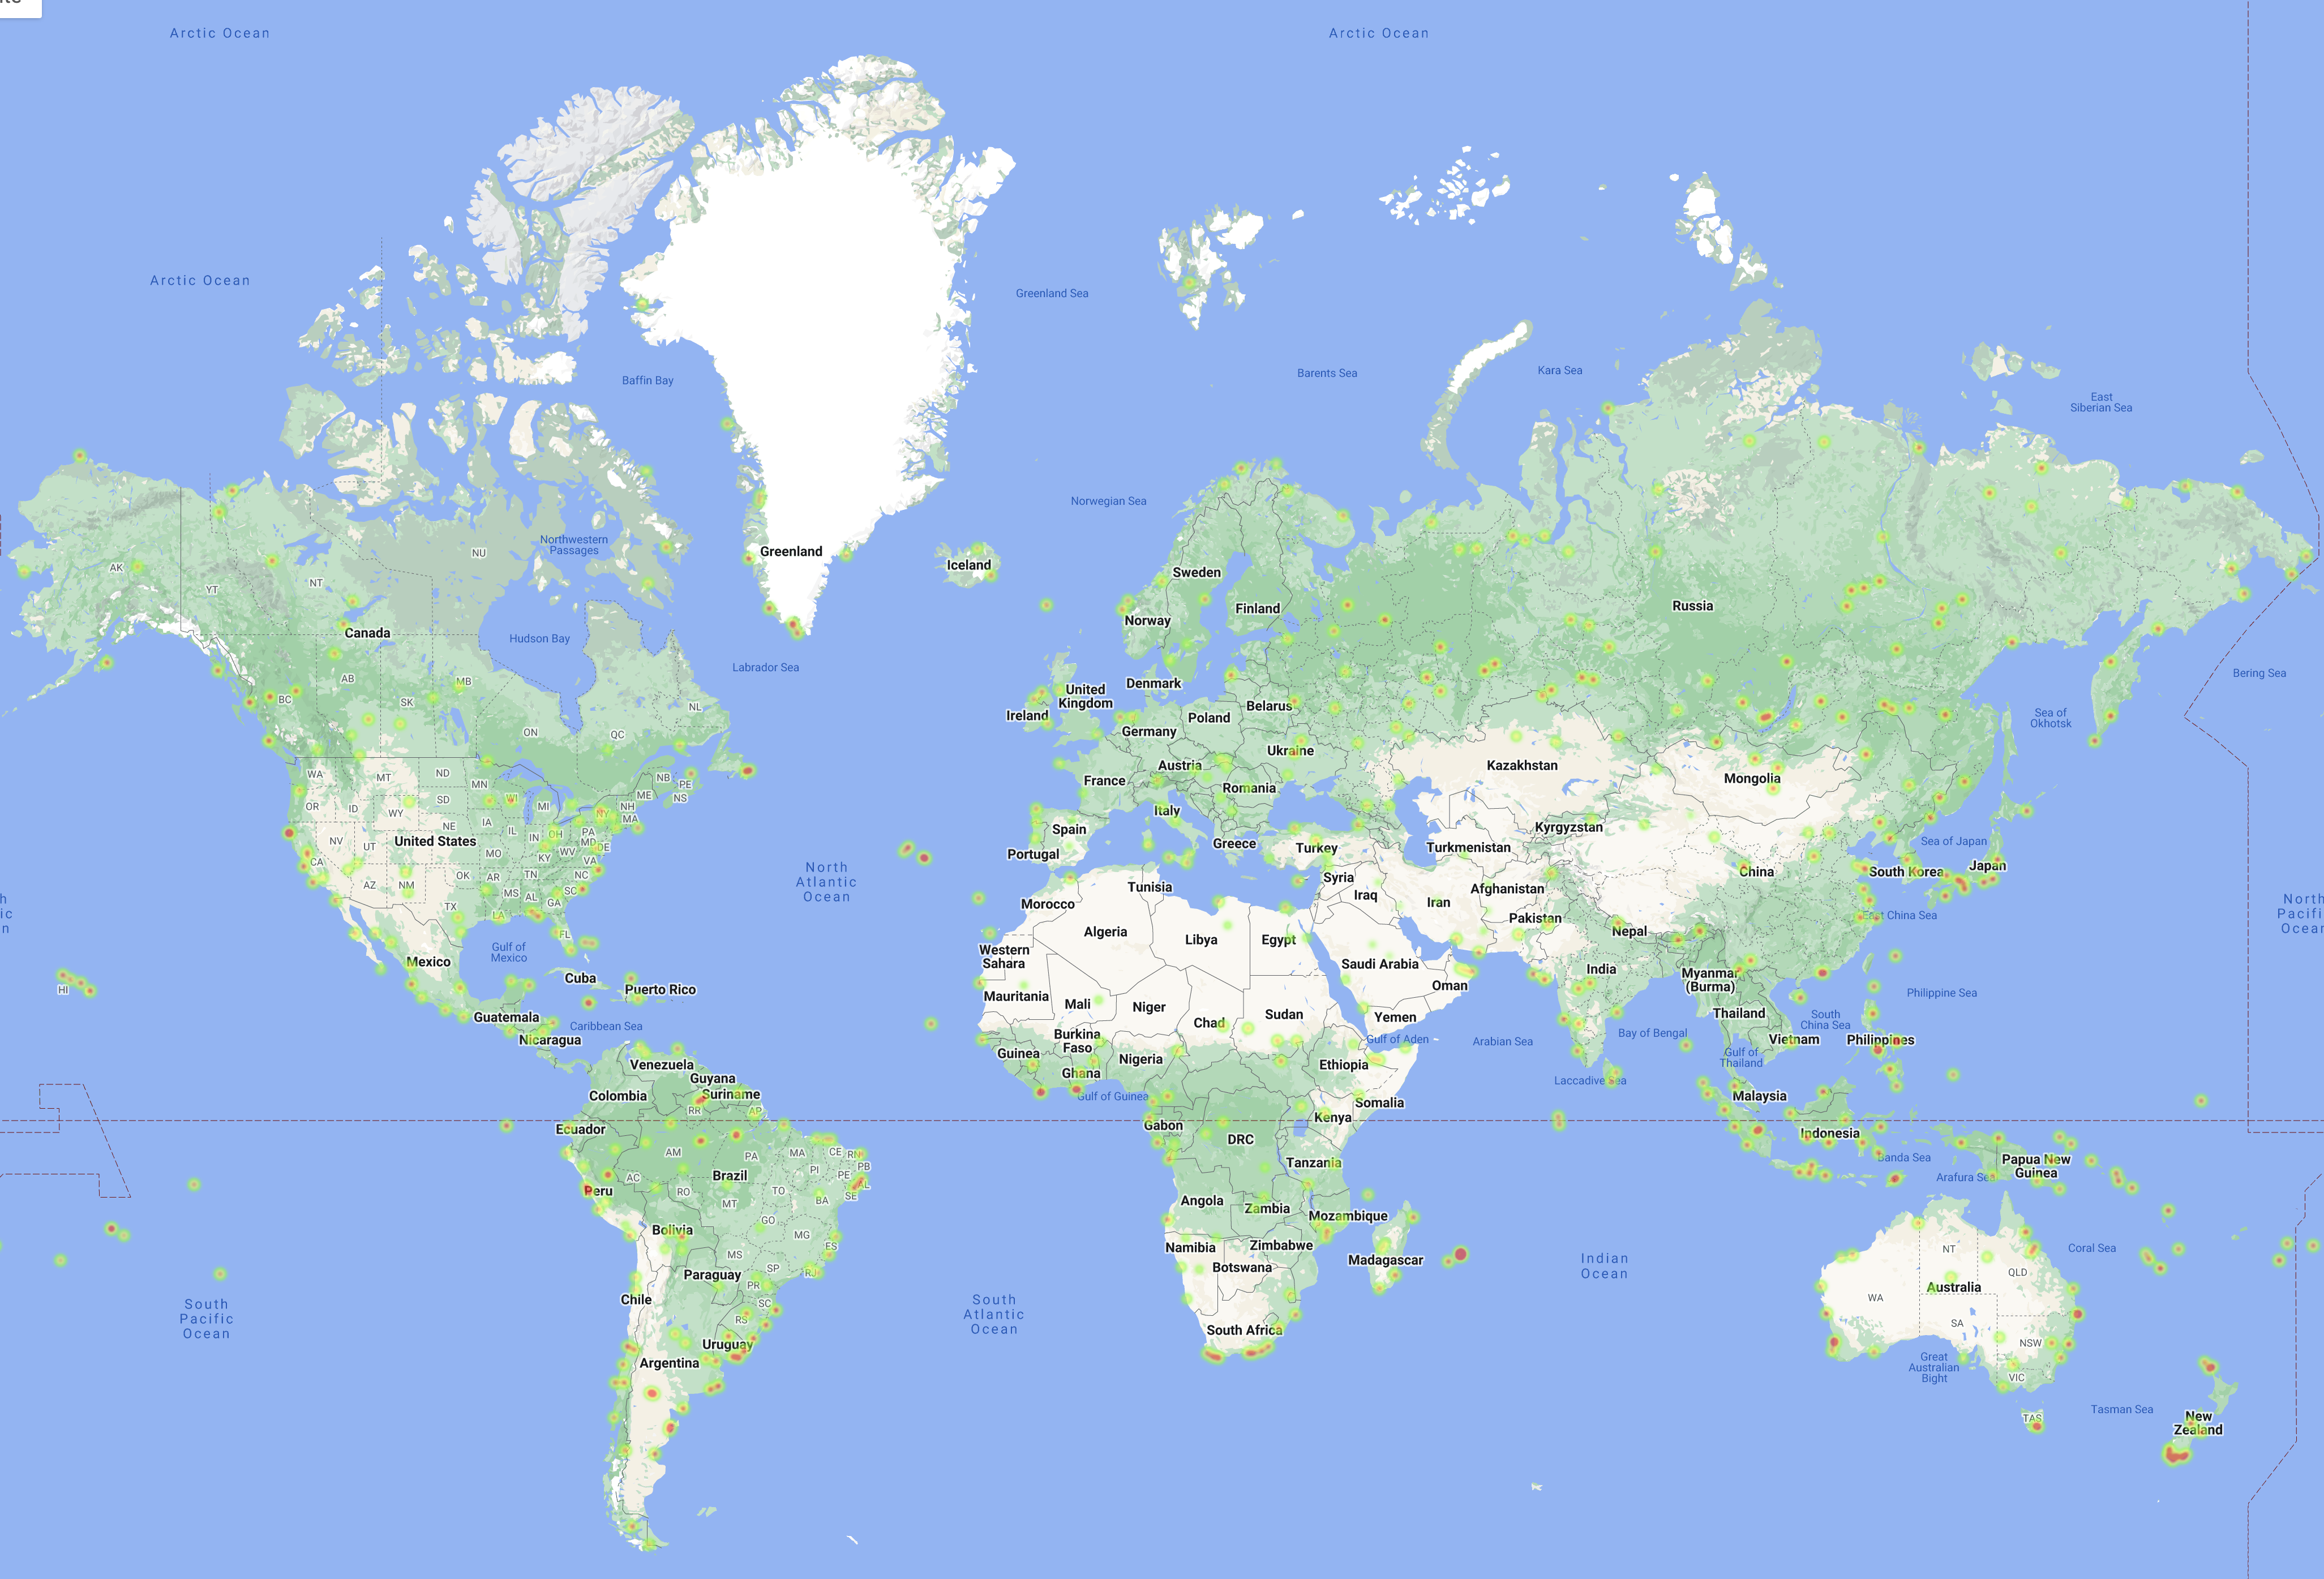 Arctic Ocean
Arctic Ocean
Arctic Ocean
Greenland Sea
Barents Sea
Kara Sea
Baffin Bay
East
Siberian Sea
Norwegian Sea
Northwestern
Passages
NU
Greenland
Iceland
AK
YT
NT
Sweden
Finland
Russia
Norway
Canada
Hudson Bay
Labrador Sea
Bering Sea
AB
MB
BC
SK
NL
Denmark
United
Kingdom
Ireland
Belarus
Poland
Sea of
Okhotsk
ON
QC
Germany
Ukraine
Austria
Kazakhstan
Mongolia
WA
MT
ND
MN
NB
PE
ME
NS
France
Romania
OR
ID
SD
WI
MI
NH
NY
MA
WY
Italy
IA
NE
IL
IN
OH
PA
MD
DE
NV
UT
United States
Spain
Kyrgyzstan
Sea of Japan
Greece
Turkey
Turkmenistan
Portugal
CA
MO
KY
WV
VA
North
Atlantic
Ocean
China
South Korea
Japan
Syria
AZ
NM
OK
AR
TN
NC
SC
Tunisia
Iraq
Iran
Afghanistan
Morocco
TX
MS
AL
GA
LA
Pakistan
East China Sea
North
Pacifi
Ocean
h
ic
n
FL
Gulf of
Mexico
Algeria
Libya
Egypt
Nepal
Western
Sahara
Mexico
Saudi Arabia
India
Myanmar
(Burma)
Cuba
Puerto Rico
HI
Oman
Mauritania
Mali
Niger
Philippine Sea
Guatemala
Caribbean Sea
Chad
Sudan
Yemen
Thailand
South
China Sea
Nicaragua
Burkina
Faso
Gulf of Aden
Arabian Sea
Bay of Bengal
Vietnam
Philippines
Guinea
Nigeria
Ethiopia
Gulf of
Thailand
Venezuela
Ghana
Guyana
Laccadive Sea
Colombia
Suriname
Gulf of Guinea
Malaysia
Somalia
RR
AP
Kenya
Ecuador
Gabon
DRC
Indonesia
AM
PA
MA
CE
RN
PB
PI
PE
AL
SE
Banda Sea
Papua New
Guinea
Tanzania
AC
Brazil
Arafura Sea
Peru
RO
TO
BA
MT
Angola
Zambia
Mozambique
Bolivia
GO
MG
ES
Namibia
Zimbabwe
Madagascar
Indian
Ocean
NT
Coral Sea
MS
SP
RJ
Botswana
QLD
Paraguay
PR
Australia
WA
Chile
SC
South
Pacific
Ocean
South
Atlantic
Ocean
RS
South Africa
SA
NSW
Uruguay
Argentina
Great
Australian
Bight
VIC
Tasman Sea
TAS
New
Zealand